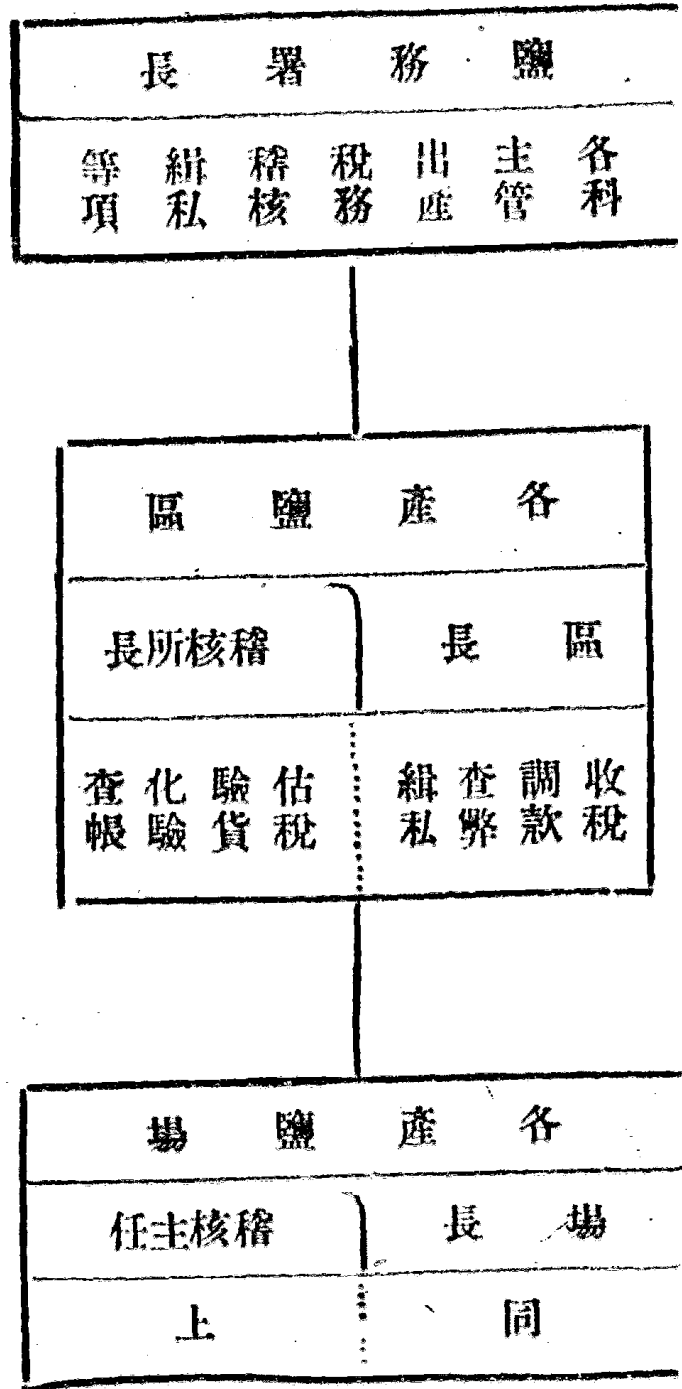 鹽務署長
各科主管出產稅務稽核緝私等項
各產鹽區
區長
稽核所長
收稅調款查弊緝私
估稅驗貨化驗查帳
各產鹽場
場長
稽核主任
同上